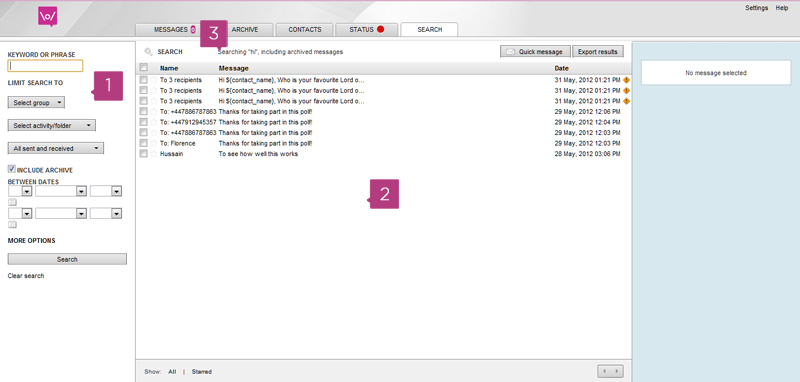 Settings Help
\o/
MESSAGES 0
3
ARCHIVE
CONTACTS
STATUS
SEARCH
KEYWORD OR PHRASE
LIMIT SEARCH TO
1
Select group
Select activity/folder
All sent and received
INCLUDE ARCHIVE
BETWEEN DATES
MORE OPTIONS
Search
Clear search
SEARCH Searching "hi", including archived messages
Quick message Export results
Name Message Date
To 3 recipients Hi ${contact_name}, Who is your favourite Lord o... 31 May, 2012 01:21 PM
To 3 recipients Hi ${contact_name}, Who is your favourite Lord o... 31 May, 2012 01:21 PM
To 3 recipients Hi ${contact_name}, Who is your favourite Lord o... 31 May, 2012 01:21 PM
To: +447886787863 Thanks for taking part in this poll! 29 May, 2012 12:06 PM
To: +447912945357 Thanks for taking part in this poll! 29 May, 2012 12:04 PM
To: +447886787863 Thanks for taking part in this poll! 29 May, 2012 12:03 PM
To: Florence Thanks for taking part in this poll! 29 May, 2012 12:03 PM
Hussain To see how well this works 28 May, 2012 03:06 PM
2
Show: All | Starred
No message selected